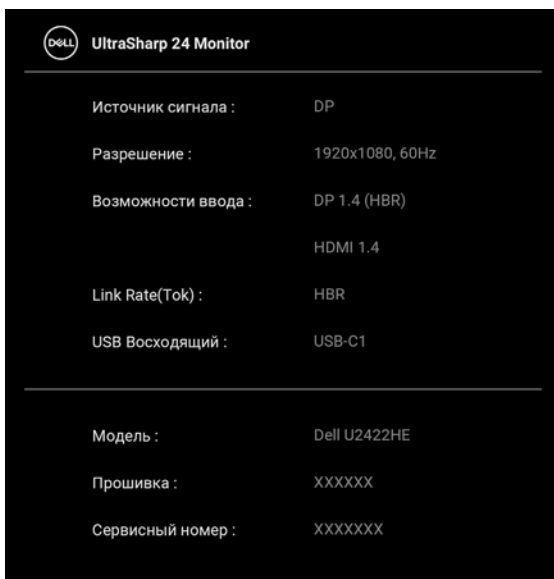 DELL UltraSharp 24 Monitor
Источник сигнала : DP
Разрешение : 1920x1080, 60Hz
Возможности ввода : DP 1.4 (HBR)
HDMI 1.4
Link Rate(Tok) : HBR
USB Восходящий : USB-C1
Модель : Dell U2422HE
Прошивка : XXXXXX
Сервисный номер : XXXXXXX